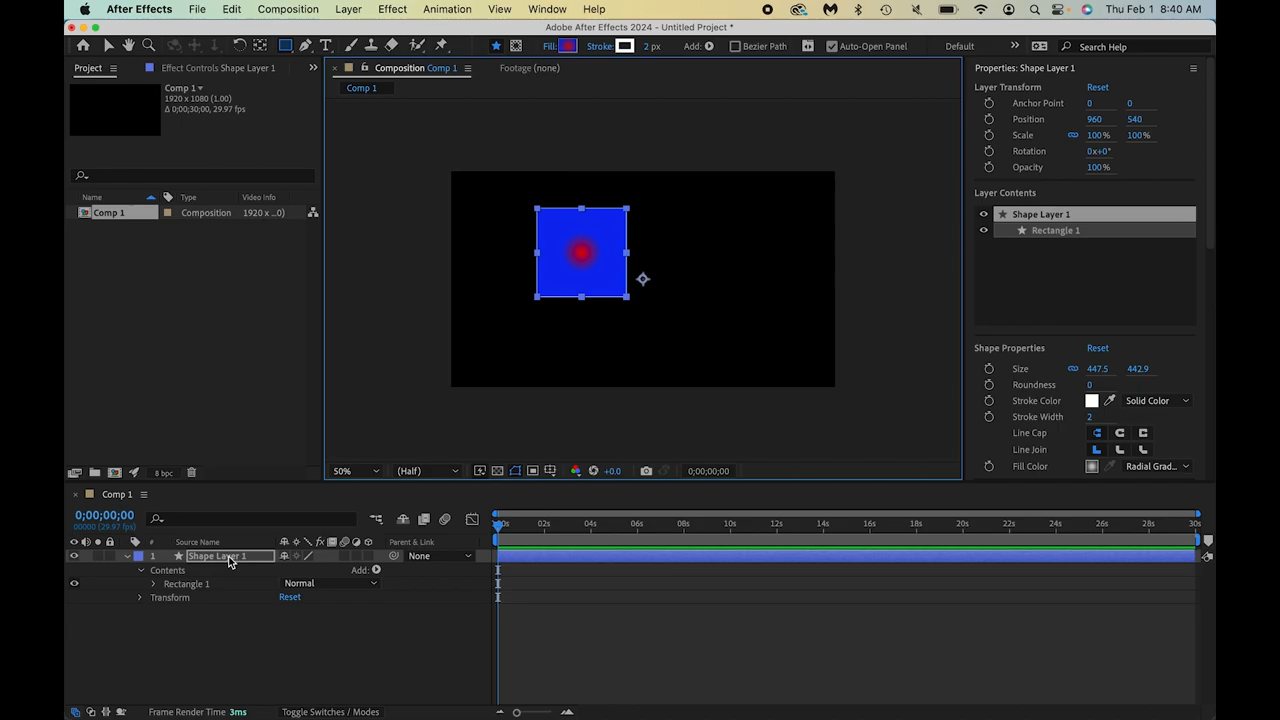 After Effects File Edit Composition Layer Effect Animation View Window Help Thu Feb 1 8:40 AM
Adobe After Effects 2024 - Untitled Project *
Fill: Stroke: 2 px Add: Bezier Path Auto-Open Panel Default Search Help
Project Effect Controls Shape Layer 1
Composition Comp 1 Footage (none)
Properties: Shape Layer 1
Comp 1
1920 x 1080 (1.00)
Δ 0;00;30;00, 29.97 fps
Comp 1
Layer Transform Reset
Anchor Point 0 0
Position 960 540
Scale 100% 100%
Rotation 0x+0°
Opacity 100%
Name Type Video Info
Comp 1 Composition 1920 x ...0)
Layer Contents
Shape Layer 1
Rectangle 1
Shape Properties Reset
Size 447.5 442.9
Roundness 0
Stroke Color Solid Color
Stroke Width 2
Line Cap
Line Join
Fill Color Radial Grad...
8 bpc
50% (Half) +0.0 0;00;00;00
Comp 1
0;00;00;00
00000 (29.97 fps)
:00s 02s 04s 06s 08s 10s 12s 14s 16s 18s 20s 22s 24s 26s 28s 30s
# Source Name fx Parent & Link
1 Shape Layer 1 None
Contents Add:
Rectangle 1 Normal
Transform Reset
Frame Render Time 3ms Toggle Switches / Modes